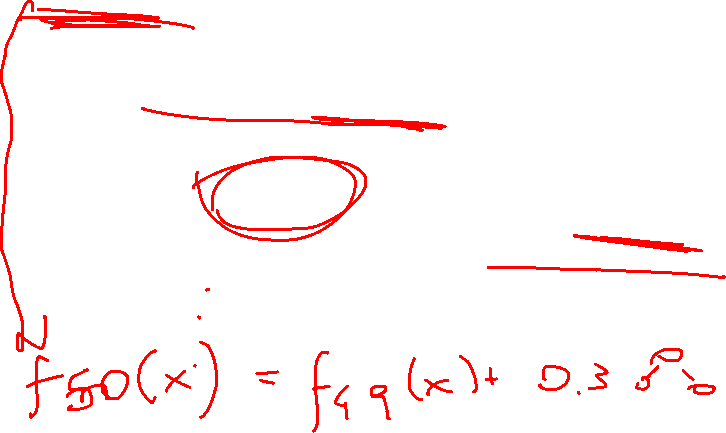 f50(x) = f49(x) + 0.3